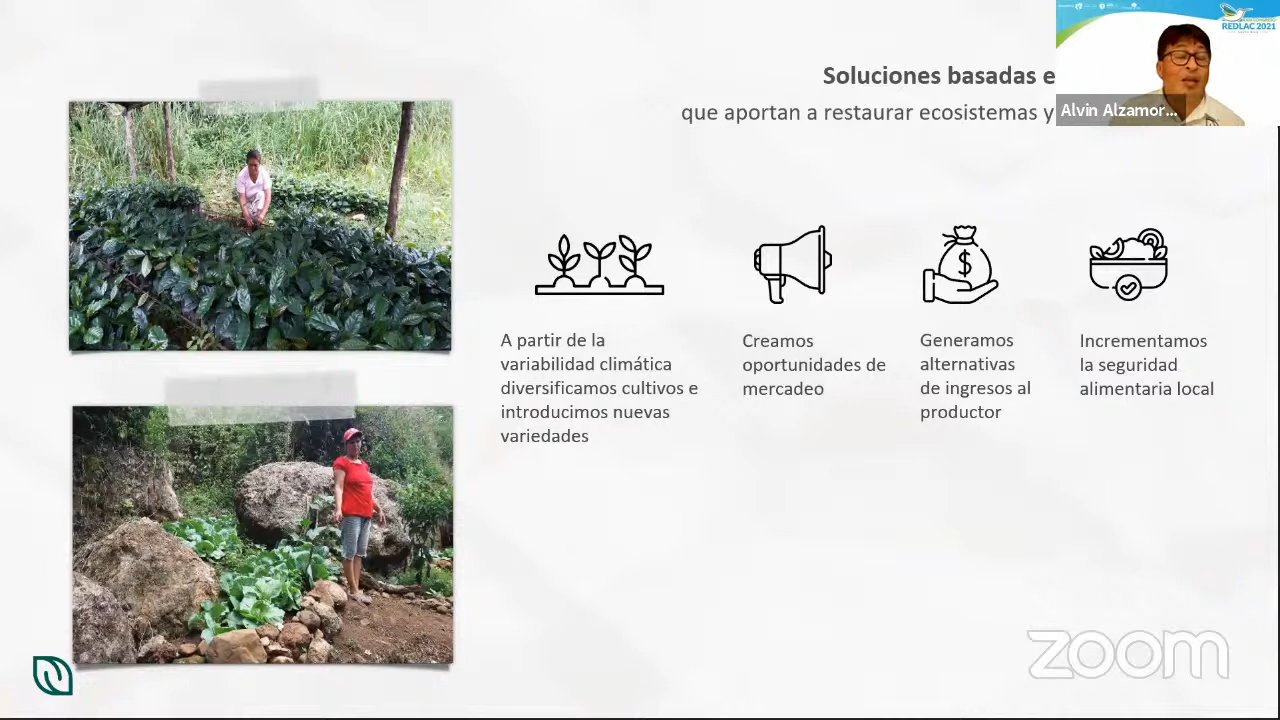 REDLAC 2021
Soluciones basadas e
que aportan a restaurar ecosistemas y
Alvin Alzamor...
$
A partir de la
variabilidad climática
diversificamos cultivos e
introducimos nuevas
variedades
Creamos
oportunidades de
mercadeo
Generamos
alternativas
de ingresos al
productor
Incrementamos
la seguridad
alimentaria local
zoom